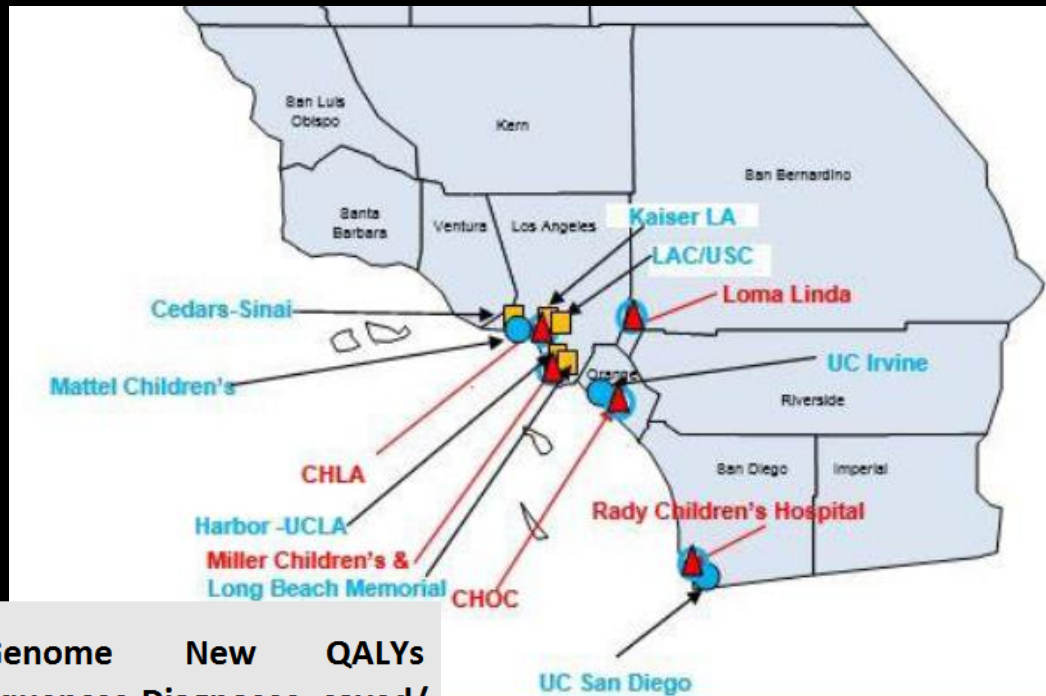 San Luis
Obispo
Kern
San Bernardino
Santa
Barbara
Ventura
Los Angeles
Kaiser LA
LAC/USC
Loma Linda
Cedars-Sinai
Mattel Children's
UC Irvine
Orange
Riverside
CHLA
San Diego
Imperial
Harbor -UCLA
Rady Children's Hospital
Miller Children's &
Long Beach Memorial
CHOC
UC San Diego
Genome New QALYs
Diagnoses saved/